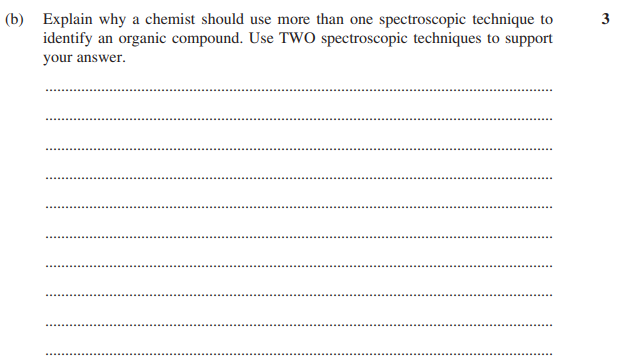 (b) Explain why a chemist should use more than one spectroscopic technique to 3
identify an organic compound. Use TWO spectroscopic techniques to support
your answer.